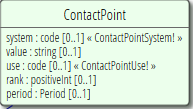 ContactPoint
system : code [0..1] « ContactPointSystem! »
value : string [0..1]
use : code [0..1] « ContactPointUse! »
rank : positiveInt [0..1]
period : Period [0..1]